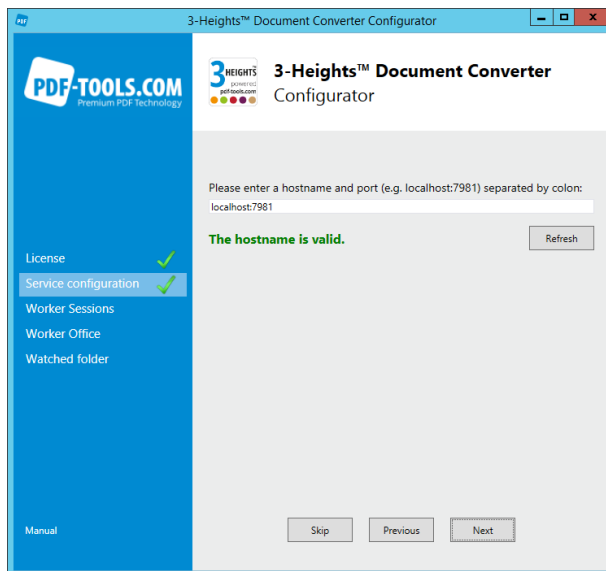 PDF
3-Heights™ Document Converter Configurator
PDF-TOOLS.COM
Premium PDF Technology
3 HEIGHTS™
powered
pdf-tools.com
3-Heights™ Document Converter
Configurator
Please enter a hostname and port (e.g. localhost:7981) separated by colon:
localhost:7981
The hostname is valid.
Refresh
License
Service configuration
Worker Sessions
Worker Office
Watched folder
Manual
Skip
Previous
Next